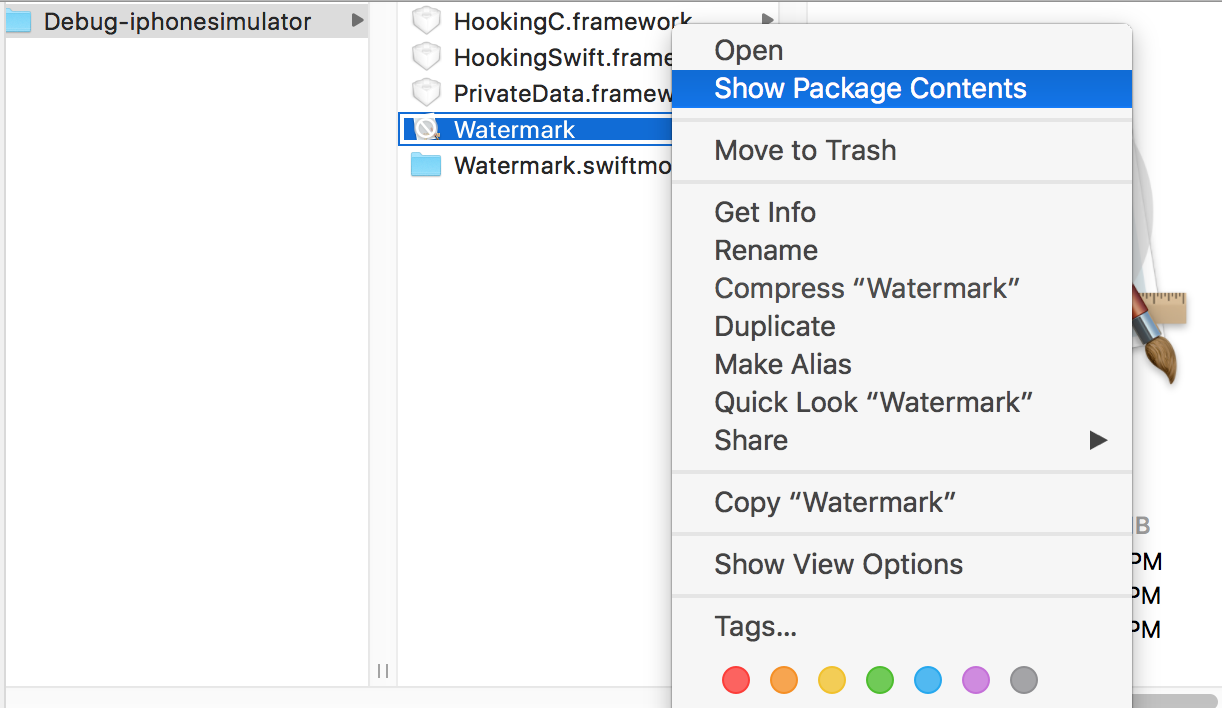 Debug-iphonesimulator
HookingC.framework
HookingSwift.frame
PrivateData.framew
Watermark
Watermark.swiftmo
Open
Show Package Contents
Move to Trash
Get Info
Rename
Compress “Watermark”
Duplicate
Make Alias
Quick Look “Watermark”
Share
Copy “Watermark”
Show View Options
Tags...
B
PM
PM
PM